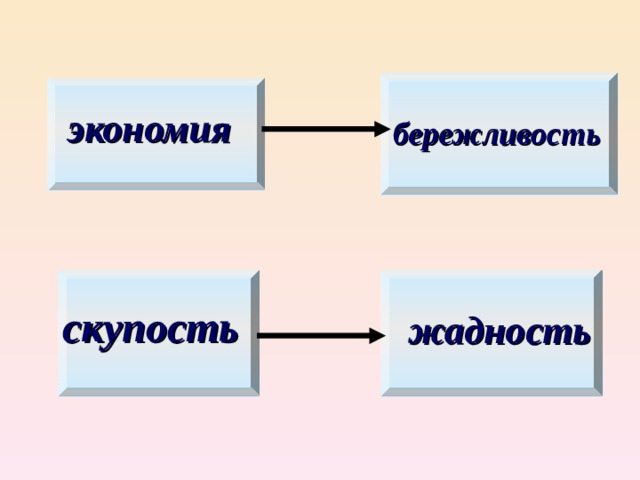 экономия
бережливость
скупость
жадность